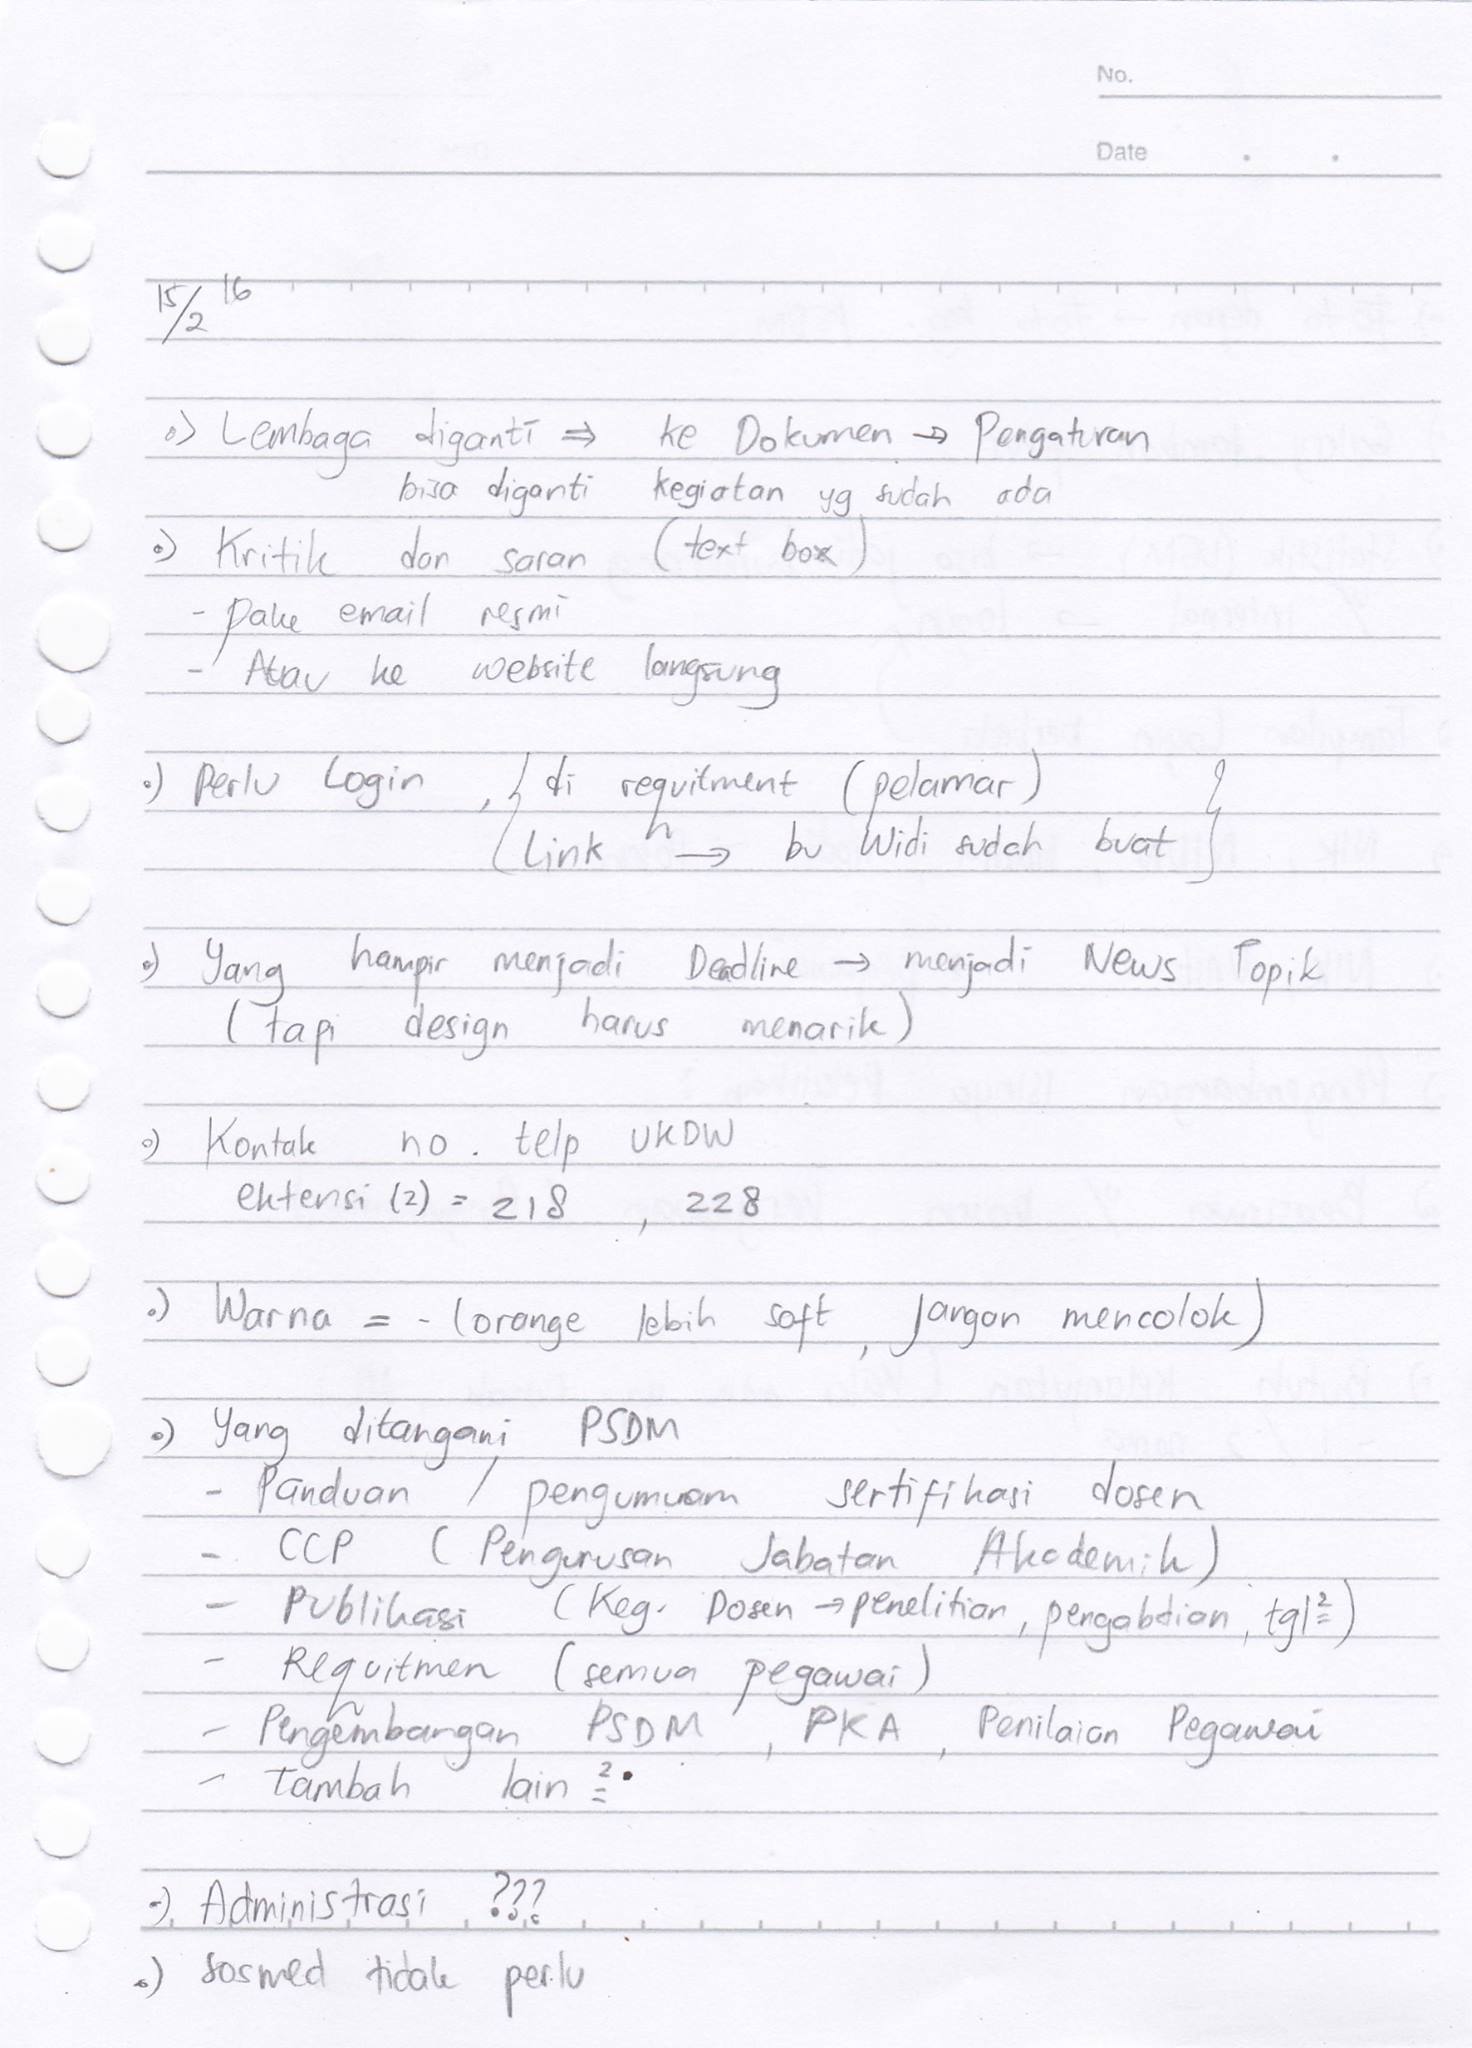 No.
Date . .
15/2 16
o) Lembaga diganti ⇒ ke Dokumen → Pengaturan
bisa diganti kegiatan yg sudah ada
o) Kritik dan saran (text box)
- pake email resmi
- Atau ke website langsung
o) Perlu Login , { di requitment (pelamar)
{ Link → bu Widi sudah buat }
o) Yang hampir menjadi Deadline → menjadi News Topik
(tapi design harus menarik)
o) Kontak no. telp UKDW
ektensi (2) = 218 , 228
o) Warna = - (orange lebih soft, jangan mencolok)
o) Yang ditangani PSDM
- Panduan / pengumuam sertifikasi dosen
- CCP (Pengurusan Jabatan Akademik)
- Publikasi (Keg. Dosen → penelitian, pengabdian, tgl²)
- Requitmen (semua pegawai)
- Pengembangan PSDM , PKA , Penilaian Pegawai
- Tambah lain²
o) Administrasi ???
o) sosmed tidak perlu